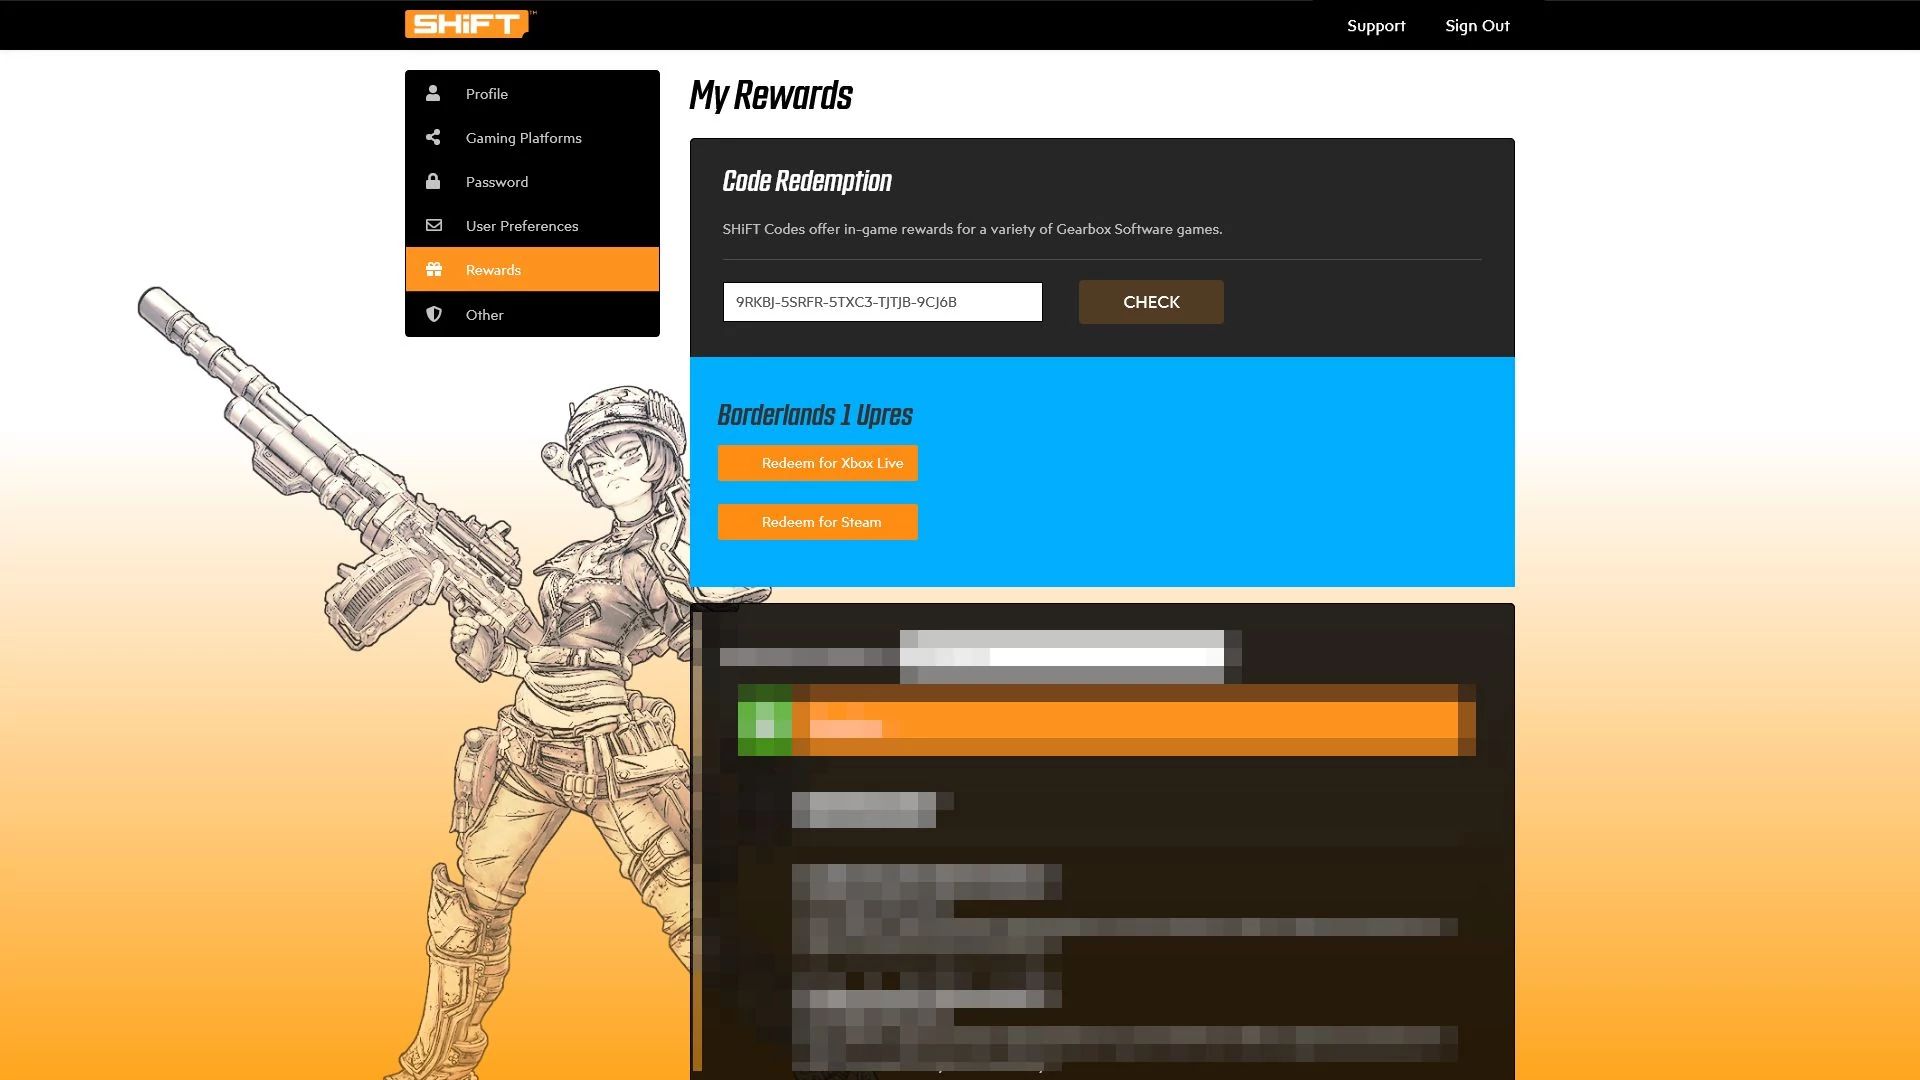 SHiFT™
Support
Sign Out
Profile
Gaming Platforms
Password
User Preferences
Rewards
Other
My Rewards
Code Redemption
SHiFT Codes offer in-game rewards for a variety of Gearbox Software games.
9RKBJ-5SRFR-5TXC3-TJTJB-9CJ6B
CHECK
Borderlands 1 Upres
Redeem for Xbox Live
Redeem for Steam